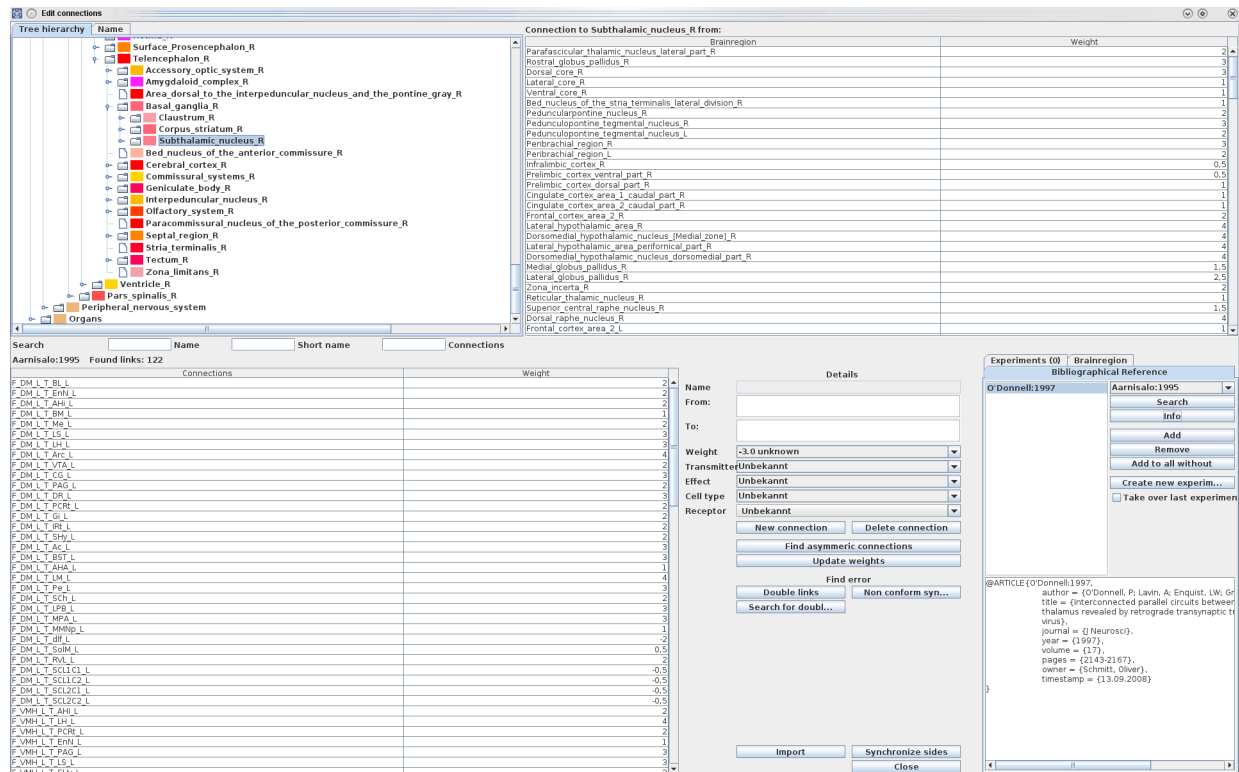 Edit connections
Tree hierarchy Name
Surface_Prosencephalon_R
Telencephalon_R
Accessory_optic_system_R
Amygdaloid_complex_R
Area_dorsal_to_the_interpeduncular_nucleus_and_the_pontine_gray_R
Basal_ganglia_R
Claustrum_R
Corpus_striatum_R
Subthalamic_nucleus_R
Bed_nucleus_of_the_anterior_commissure_R
Cerebral_cortex_R
Commissural_systems_R
Geniculate_body_R
Interpeduncular_nucleus_R
Olfactory_system_R
Paracommissural_nucleus_of_the_posterior_commissure_R
Septal_region_R
Stria_terminalis_R
Tectum_R
Zona_limitans_R
Ventricle_R
Pars_spinalis_R
Peripheral_nervous_system
Organs
Connection to Subthalamic_nucleus_R from:
Brainregion Weight
Parafascicular_thalamic_nucleus_lateral_part_R 2
Rostral_globus_pallidus_R 3
Dorsal_core_R 3
Lateral_core_R 1
Ventral_core_R 1
Bed_nucleus_of_the_stria_terminalis_lateral_division_R 1
Peduncularpontine_nucleus_R 2
Pedunculopontine_tegmental_nucleus_R 3
Pedunculopontine_tegmental_nucleus_L 2
Peribrachial_region_R 3
Peribrachial_region_L 2
Infralimbic_cortex_R 0,5
Prelimbic_cortex_ventral_part_R 0,5
Prelimbic_cortex_dorsal_part_R 1
Cingulate_cortex_area_1_caudal_part_R 1
Cingulate_cortex_area_2_caudal_part_R 1
Frontal_cortex_area_2_R 2
Lateral_hypothalamic_area_R 4
Dorsomedial_hypothalamic_nucleus_[Medial_zone]_R 4
Lateral_hypothalamic_area_perifornical_part_R 4
Dorsomedial_hypothalamic_nucleus_dorsomedial_part_R 4
Medial_globus_pallidus_R 1,5
Lateral_globus_pallidus_R 2,5
Zona_incerta_R 2
Reticular_thalamic_nucleus_R 1
Superior_central_raphe_nucleus_R 1,5
Dorsal_raphe_nucleus_R 4
Frontal_cortex_area_2_L 1
Search Name Short name Connections
Aarnisalo:1995 Found links: 122
Connections Weight
F_DM_L_T_BL_L 2
F_DM_L_T_EnN_L 2
F_DM_L_T_AHi_L 2
F_DM_L_T_BM_L 1
F_DM_L_T_Me_L 2
F_DM_L_T_LS_L 3
F_DM_L_T_LH_L 3
F_DM_L_T_Arc_L 4
F_DM_L_T_VTA_L 2
F_DM_L_T_CG_L 3
F_DM_L_T_PAG_L 2
F_DM_L_T_DR_L 3
F_DM_L_T_PCRt_L 2
F_DM_L_T_Gi_L 2
F_DM_L_T_IRt_L 2
F_DM_L_T_SHy_L 2
F_DM_L_T_Ac_L 3
F_DM_L_T_BST_L 3
F_DM_L_T_AHA_L 1
F_DM_L_T_LM_L 4
F_DM_L_T_Pe_L 3
F_DM_L_T_SCh_L 2
F_DM_L_T_LPB_L 3
F_DM_L_T_MPA_L 3
F_DM_L_T_MMNp_L 1
F_DM_L_T_dlf_L -2
F_DM_L_T_SolM_L 0,5
F_DM_L_T_RVL_L 2
F_DM_L_T_SCL1C1_L -0,5
F_DM_L_T_SCL1C2_L -0,5
F_DM_L_T_SCL2C1_L -0,5
F_DM_L_T_SCL2C2_L -0,5
F_VMH_L_T_AHi_L 2
F_VMH_L_T_LH_L 4
F_VMH_L_T_PCRt_L 2
F_VMH_L_T_EnN_L 1
F_VMH_L_T_PAG_L 3
F_VMH_L_T_LS_L 3
Details
Name
From:
To:
Weight -3.0 unknown
Transmitter Unbekannt
Effect Unbekannt
Cell type Unbekannt
Receptor Unbekannt
New connection Delete connection
Find asymmeric connections
Update weights
Find error
Double links Non conform syn...
Search for doubl...
Import Synchronize sides
Close
Experiments (0) Brainregion
Bibliographical Reference
O'Donnell:1997 Aarnisalo:1995
Search
Info
Add
Remove
Add to all without
Create new experim...
Take over last experimen
@ARTICLE{O'Donnell:1997,
author = {O'Donnell, P; Lavin, A; Enquist, LW; Gr
title = {Interconnected parallel circuits between
thalamus revealed by retrograde transynaptic tr
virus},
journal = {J Neurosci},
year = {1997},
volume = {17},
pages = {2143-2167},
owner = {Schmitt, Oliver},
timestamp = {13.09.2008}
}